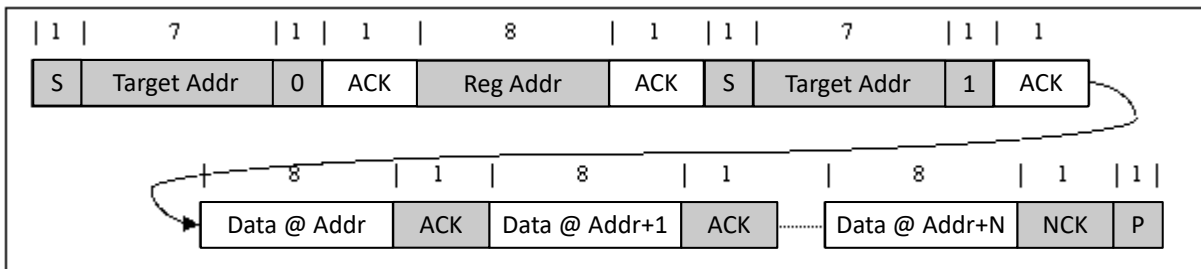 | 1 | 7 | 1 | 1 | 8 | 1 | 1 | 7 | 1 | 1
S Target Addr 0 ACK Reg Addr ACK S Target Addr 1 ACK
| 8 | 1 | 8 | 1 | 8 | 1 | 1 |
Data @ Addr ACK Data @ Addr+1 ACK Data @ Addr+N NCK P